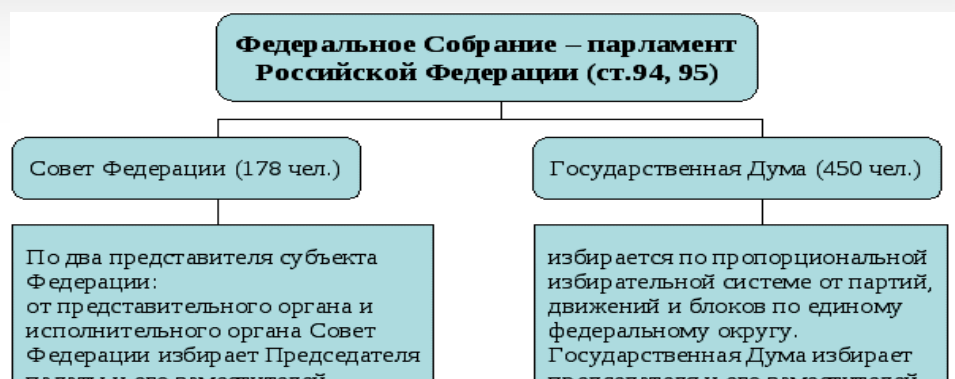 Федеральное Собрание – парламент
Российской Федерации (ст.94, 95)
Совет Федерации (178 чел.)
Государственная Дума (450 чел.)
По два представителя субъекта
Федерации:
от представительного органа и
исполнительного органа Совет
Федерации избирает Председателя
избирается по пропорциональной
избирательной системе от партий,
движений и блоков по единому
федеральному округу.
Государственная Дума избирает